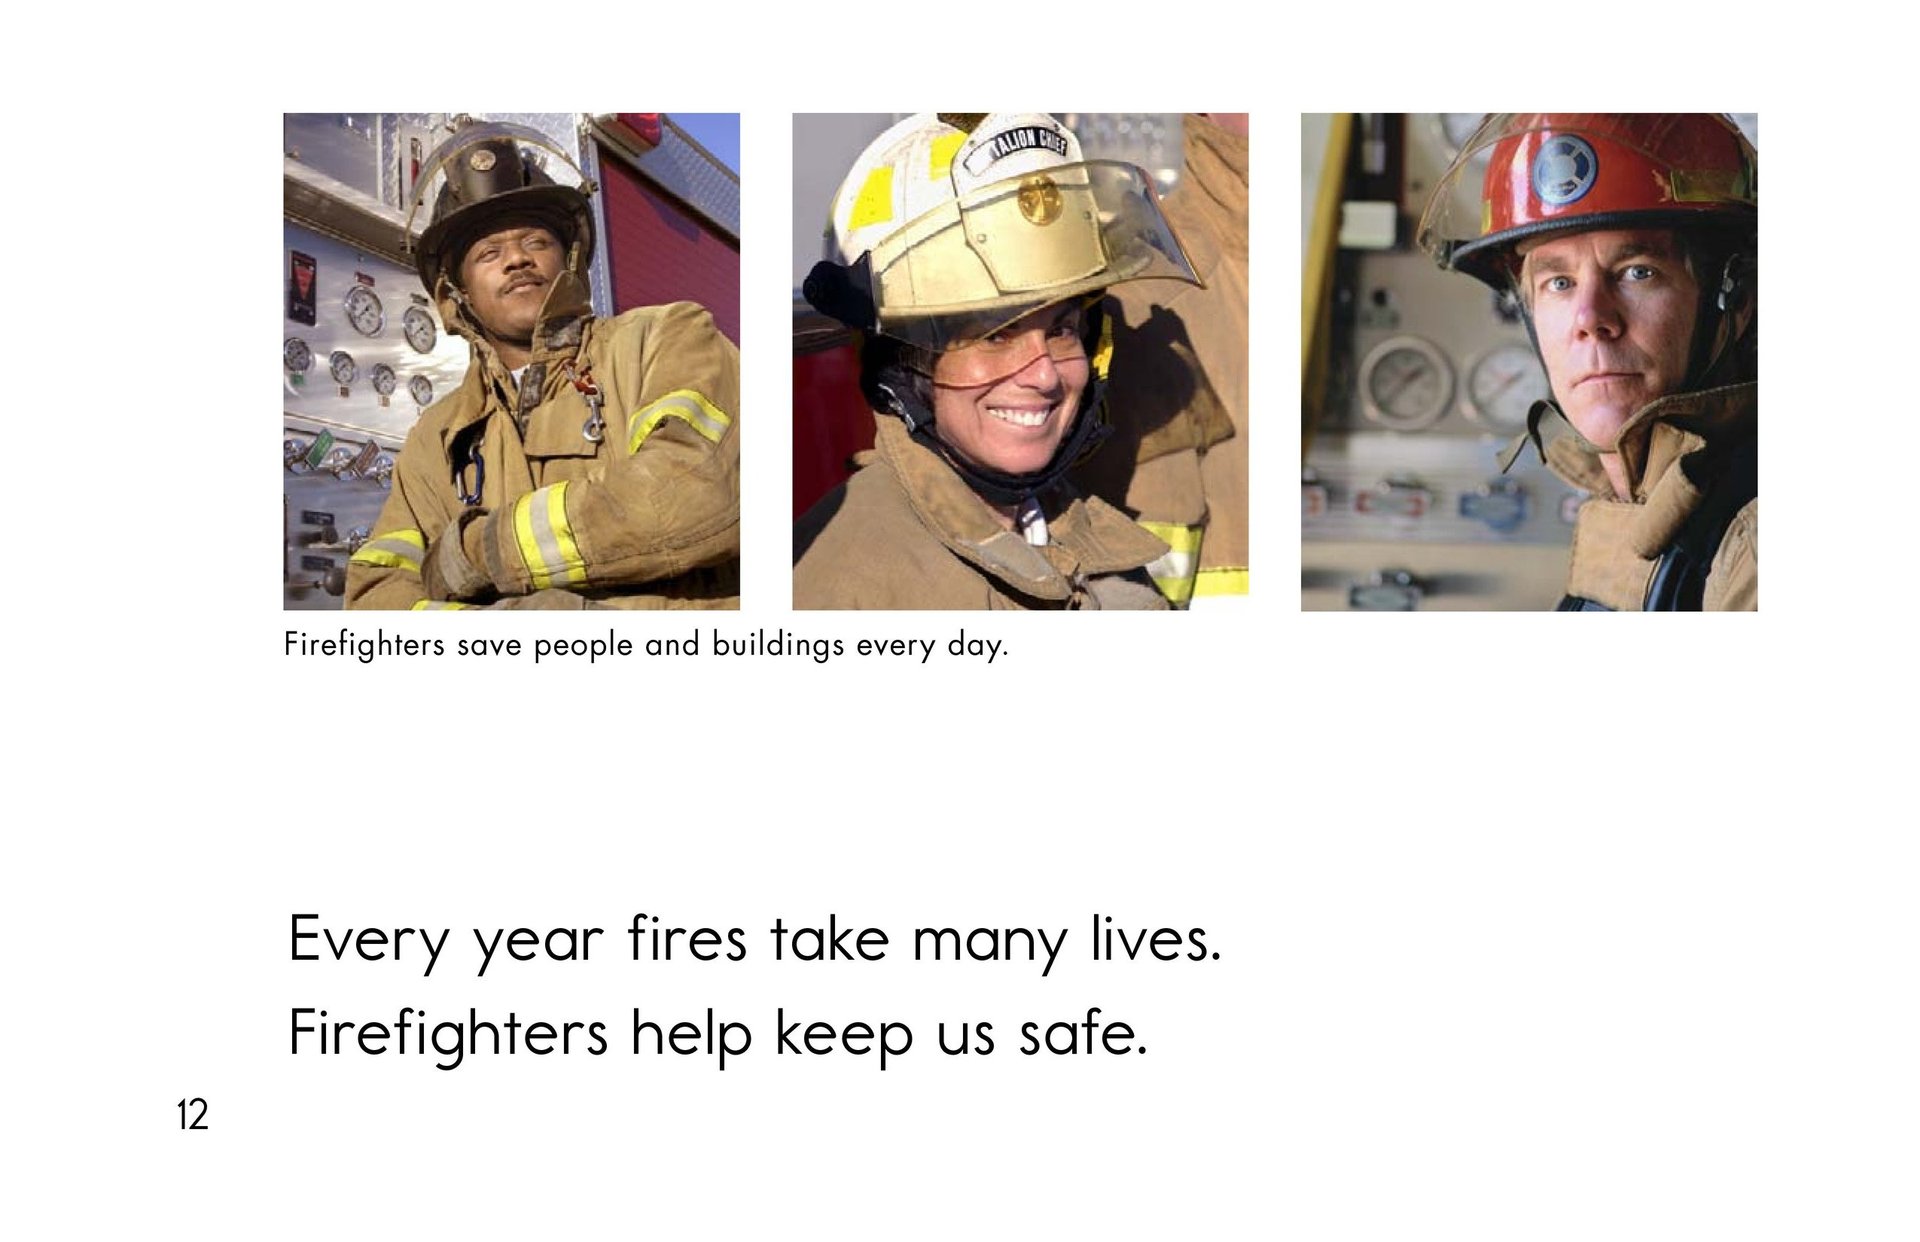 TALION CHIEF
Firefighters save people and buildings every day.
Every year fires take many lives.
Firefighters help keep us safe.
12